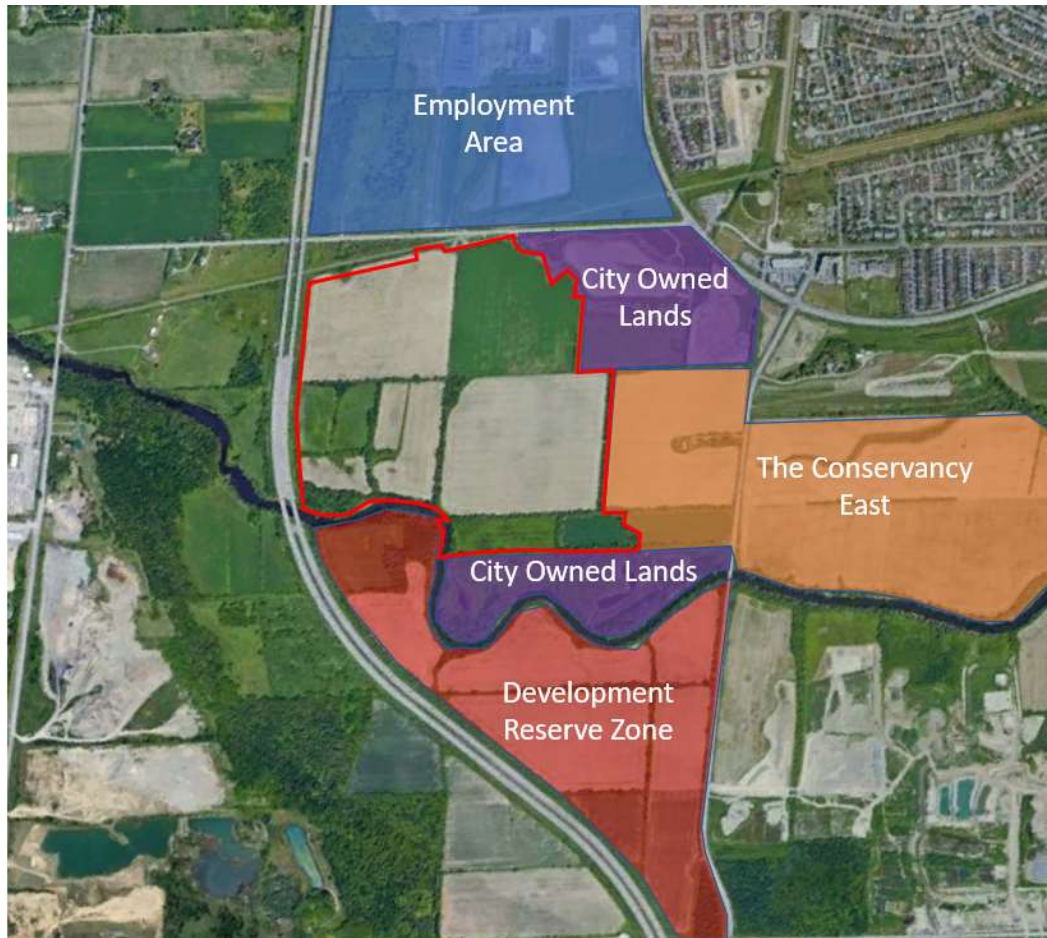 Employment
Area
City Owned
Lands
The Conservancy
East
City Owned Lands
Development
Reserve Zone